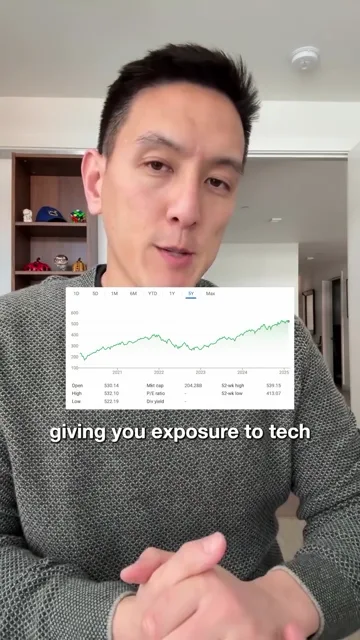 1D 5D 1M 6M YTD 1Y 5Y Max
600
500
400
300
200
100
2021 2022 2023 2024 2025
Open 530.14 Mkt cap 204.28B 52-wk high 539.15
High 532.10 P/E ratio - 52-wk low 413.07
Low 522.19 Div yield -
giving you exposure to tech